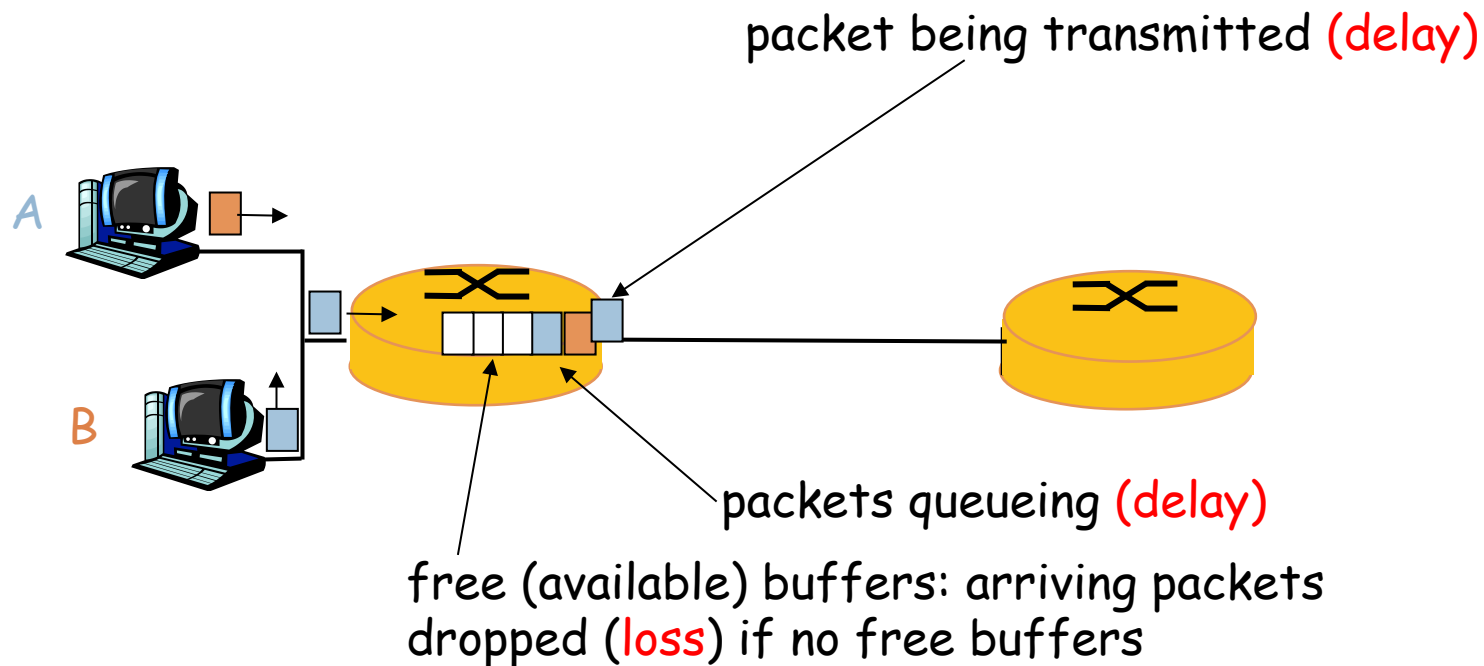 packet being transmitted (delay)
A
B
packets queueing (delay)
free (available) buffers: arriving packets
dropped (loss) if no free buffers